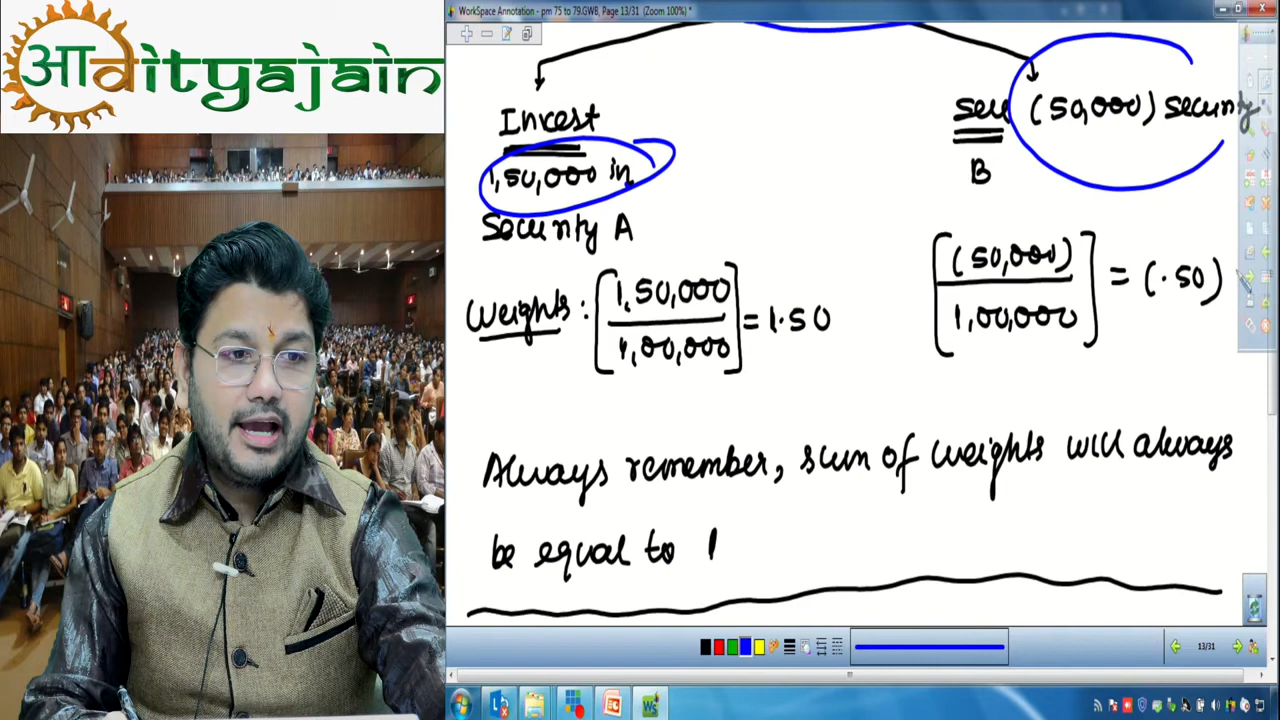 आdityajain
WorkSpace Annotation - pm 75 to 79.GWB, Page 13/31 (Zoom 100%) *
Invest
1,50,000 in
Security A
sell (50,000) security
B
Weights : [1,50,000 / 1,00,000] = 1.50
[(50,000) / 1,00,000] = (.50)
Always remember, sum of weights will always
be equal to 1
13/31